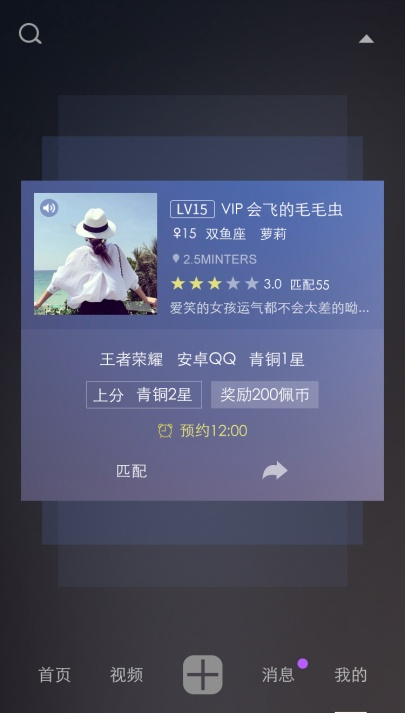 LV15 VIP 会飞的毛毛虫
♀15 双鱼座 萝莉
2.5MINTERS
3.0 匹配55
爱笑的女孩运气都不会太差的呦...
王者荣耀 安卓QQ 青铜1星
上分 青铜2星 奖励200佩币
预约12:00
匹配
首页 视频 消息 我的